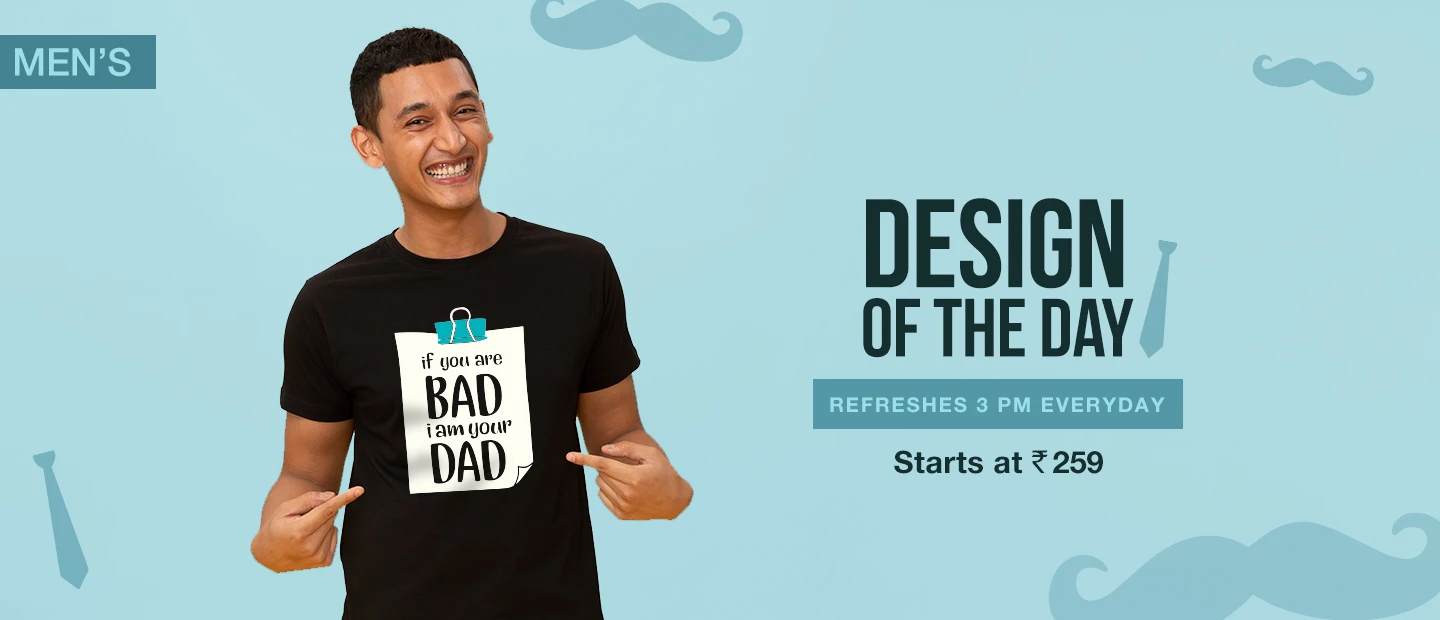 MEN'S
if you are
BAD
i am your
DAD
DESIGN
OF THE DAY
REFRESHES 3 PM EVERYDAY
Starts at ₹ 259